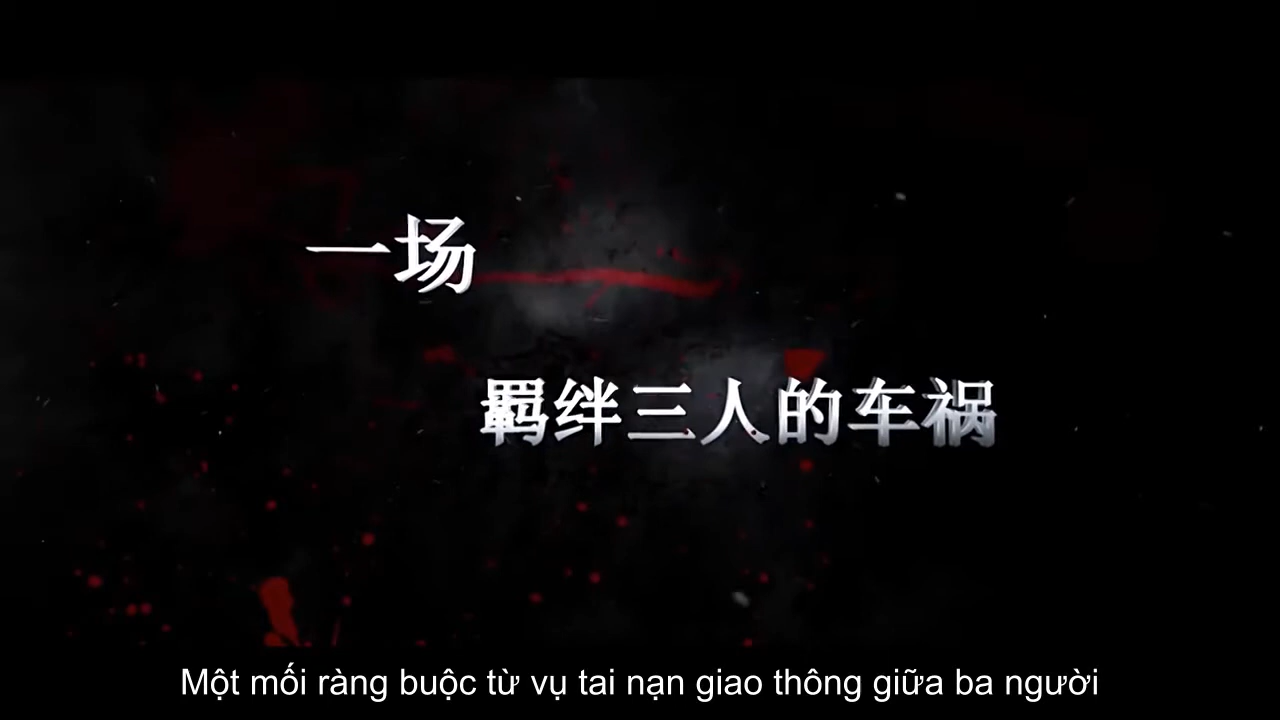 一场
羁绊三人的车祸
Một mối ràng buộc từ vụ tai nạn giao thông giữa ba người